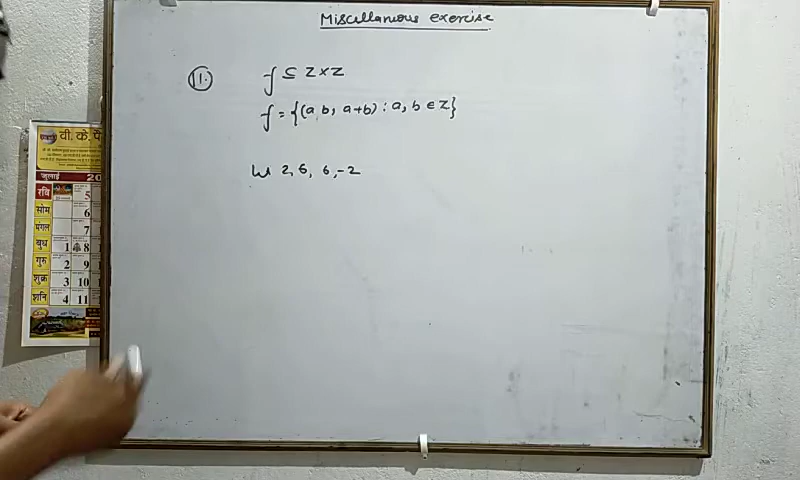 Miscellanous exercise
11. f ⊆ Z×Z
f = {(a b, a+b) : a, b ∈ Z}
let 2, 6, 6, -2
वी. के. पे
जुलाई 20
रवि 5
सोम 6
मंगल 7
बुध 1 8
गुरु 2 9
शुक्र 3 10
शनि 4 11